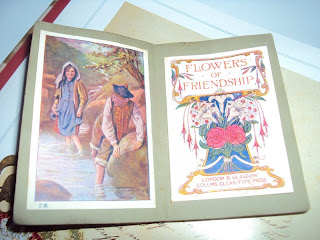 FLOWERS
OF
FRIENDSHIP
LONDON & GLASGOW
COLLINS CLEAR-TYPE PRESS